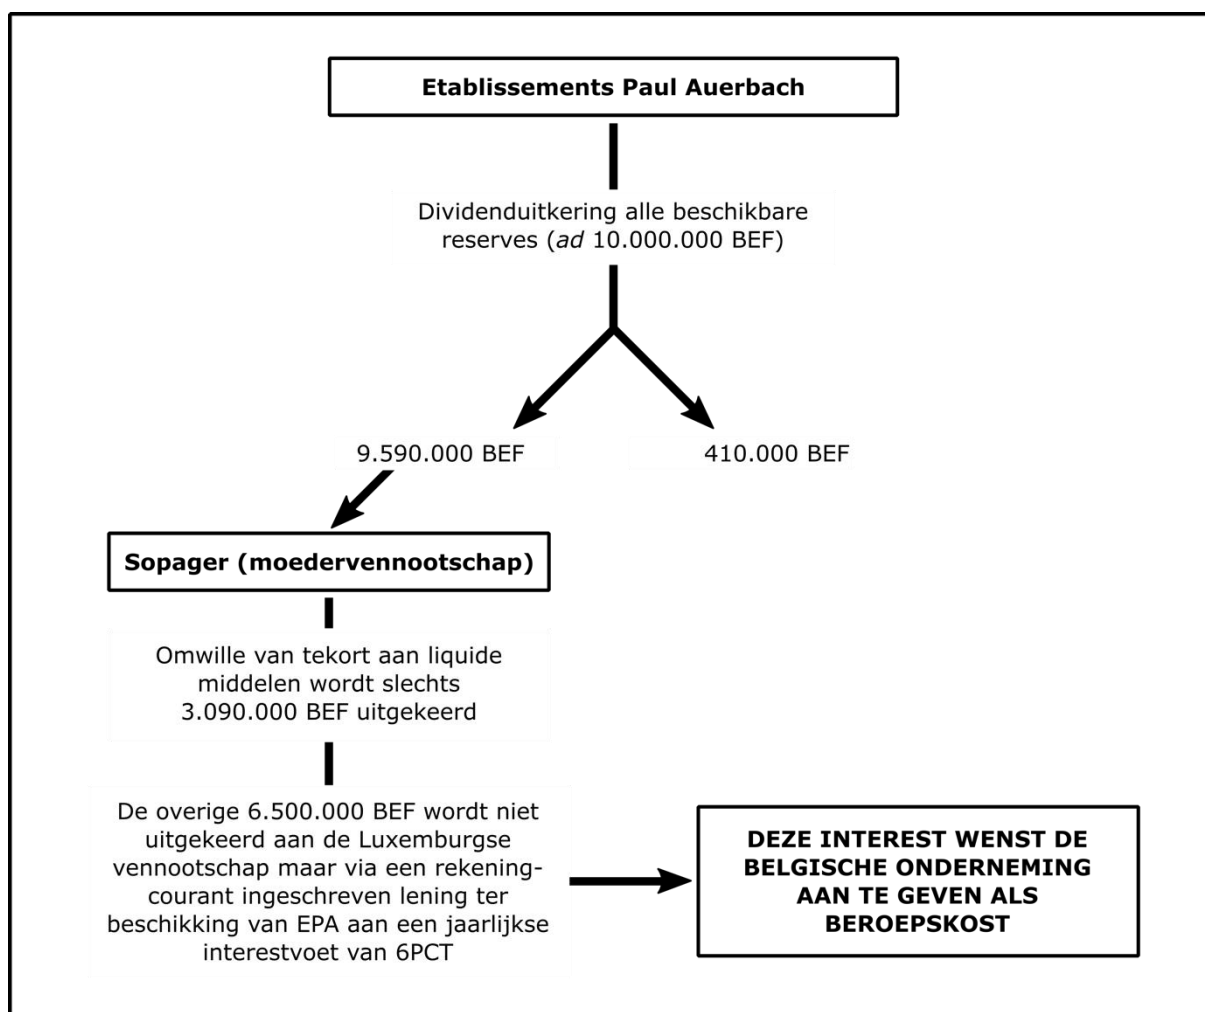 Etablissements Paul Auerbach
Dividenduitkering alle beschikbare
reserves (ad 10.000.000 BEF)
9.590.000 BEF
410.000 BEF
Sopager (moedervennootschap)
Omwille van tekort aan liquide
middelen wordt slechts
3.090.000 BEF uitgekeerd
De overige 6.500.000 BEF wordt niet
uitgekeerd aan de Luxemburgse
vennootschap maar via een rekening-
courant ingeschreven lening ter
beschikking van EPA aan een jaarlijkse
interestvoet van 6PCT
DEZE INTEREST WENST DE
BELGISCHE ONDERNEMING
AAN TE GEVEN ALS
BEROEPSKOST